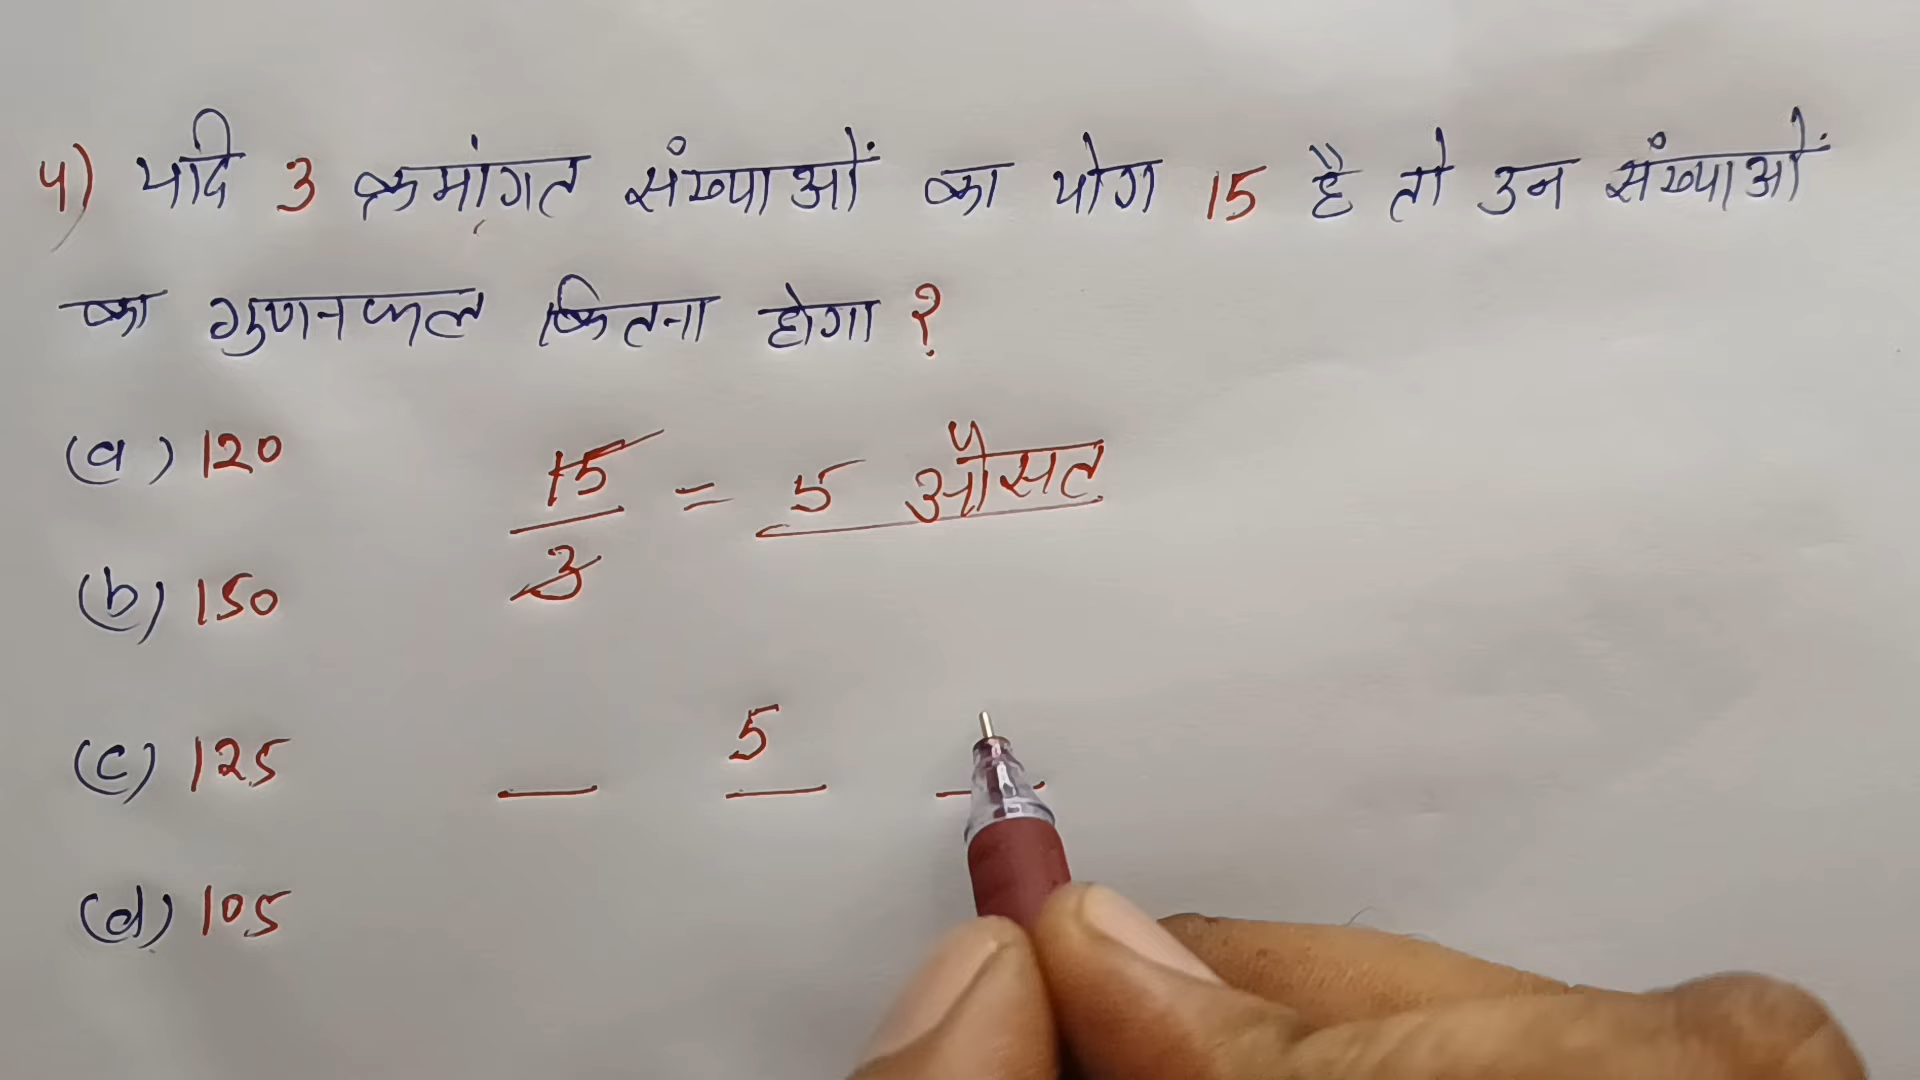 4) यदि 3 क्रमांगत संख्याओं का योग 15 है तो उन संख्याओं
का गुणनफल कितना होगा ?
(a) 120
15/3 = 5 औसत
(b) 150
(c) 125
5
(d) 105